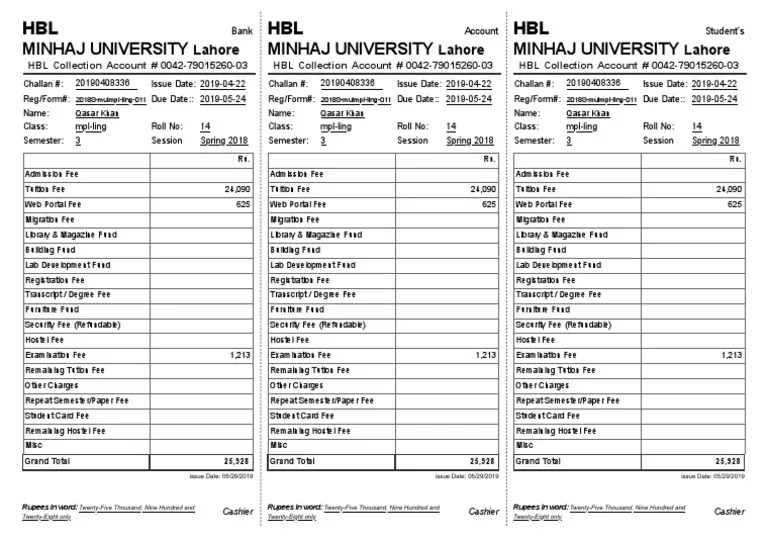 HBL Bank
MINHAJ UNIVERSITY Lahore
HBL Collection Account # 0042-79015260-03
Challan #: 20190408336 Issue Date: 2019-04-22
Reg/Form#: 2018G-mulmpl-ling-011 Due Date:: 2019-05-24
Name: Qasar Khan
Class: mpl-ling Roll No: 14
Semester: 3 Session Spring 2018
Rs.
Admission Fee
Tuition Fee 24,090
Web Portal Fee 625
Migration Fee
Library & Magazine Fund
Building Fund
Lab Development Fund
Registration Fee
Transcript / Degree Fee
Furniture Fund
Security Fee (Refundable)
Hostel Fee
Examination Fee 1,213
Remaining Tution Fee
Other Charges
Repeat Semester/Paper Fee
Student Card Fee
Remaining Hostel Fee
Misc
Grand Total 25,928
Issue Date: 05/29/2019
Rupees in word: Twenty-Five Thousand, Nine Hundred and
Twenty-Eight only
Cashier
HBL Account
MINHAJ UNIVERSITY Lahore
HBL Collection Account # 0042-79015260-03
Challan #: 20190408336 Issue Date: 2019-04-22
Reg/Form#: 2018G-mulmpl-ling-011 Due Date:: 2019-05-24
Name: Qasar Khan
Class: mpl-ling Roll No: 14
Semester: 3 Session Spring 2018
Rs.
Admission Fee
Tuition Fee 24,090
Web Portal Fee 625
Migration Fee
Library & Magazine Fund
Building Fund
Lab Development Fund
Registration Fee
Transcript / Degree Fee
Furniture Fund
Security Fee (Refundable)
Hostel Fee
Examination Fee 1,213
Remaining Tution Fee
Other Charges
Repeat Semester/Paper Fee
Student Card Fee
Remaining Hostel Fee
Misc
Grand Total 25,928
Issue Date: 05/29/2019
Rupees in word: Twenty-Five Thousand, Nine Hundred and
Twenty-Eight only
Cashier
HBL Student's
MINHAJ UNIVERSITY Lahore
HBL Collection Account # 0042-79015260-03
Challan #: 20190408336 Issue Date: 2019-04-22
Reg/Form#: 2018G-mulmpl-ling-011 Due Date:: 2019-05-24
Name: Qasar Khan
Class: mpl-ling Roll No: 14
Semester: 3 Session Spring 2018
Rs.
Admission Fee
Tuition Fee 24,090
Web Portal Fee 625
Migration Fee
Library & Magazine Fund
Building Fund
Lab Development Fund
Registration Fee
Transcript / Degree Fee
Furniture Fund
Security Fee (Refundable)
Hostel Fee
Examination Fee 1,213
Remaining Tution Fee
Other Charges
Repeat Semester/Paper Fee
Student Card Fee
Remaining Hostel Fee
Misc
Grand Total 25,928
Issue Date: 05/29/2019
Rupees in word: Twenty-Five Thousand, Nine Hundred and
Twenty-Eight only
Cashier